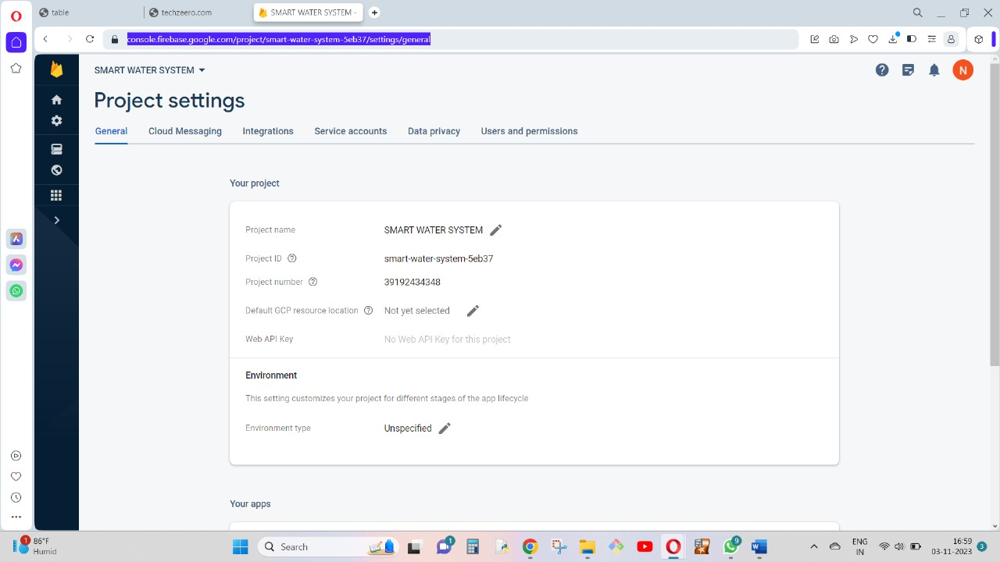 table
techzeero.com
SMART WATER SYSTEM -
console.firebase.google.com/project/smart-water-system-5eb37/settings/general
SMART WATER SYSTEM
N
Project settings
General Cloud Messaging Integrations Service accounts Data privacy Users and permissions
Your project
Project name SMART WATER SYSTEM
Project ID smart-water-system-5eb37
Project number 39192434348
Default GCP resource location Not yet selected
Web API Key No Web API Key for this project
Environment
This setting customizes your project for different stages of the app lifecycle
Environment type Unspecified
Your apps
1
86°F
Humid
Search
1
9
ENG
IN
16:59
03-11-2023
3